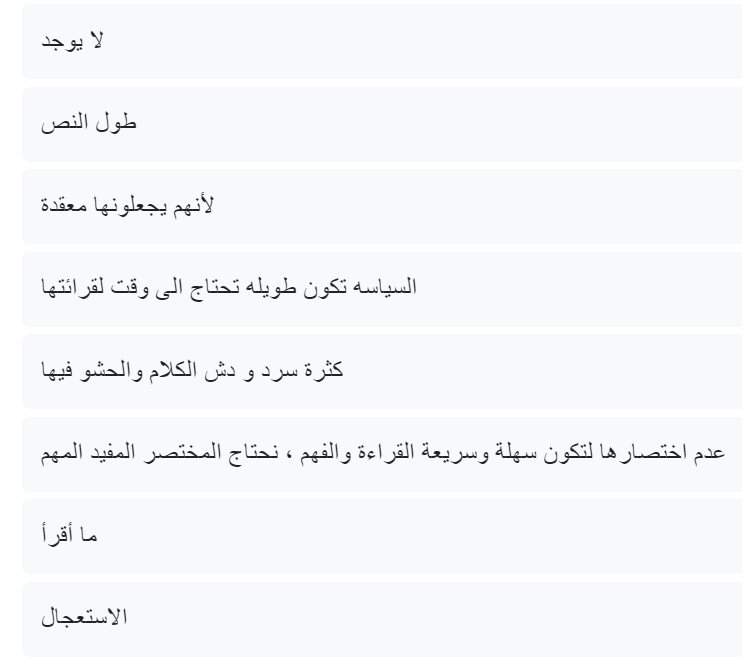 لا يوجد
طول النص
لأنهم يجعلونها معقدة
السياسه تكون طويله تحتاج الى وقت لقرائتها
كثرة سرد و دش الكلام والحشو فيها
عدم اختصارها لتكون سهلة وسريعة القراءة والفهم ، نحتاج المختصر المفيد المهم
ما أقرأ
الاستعجال